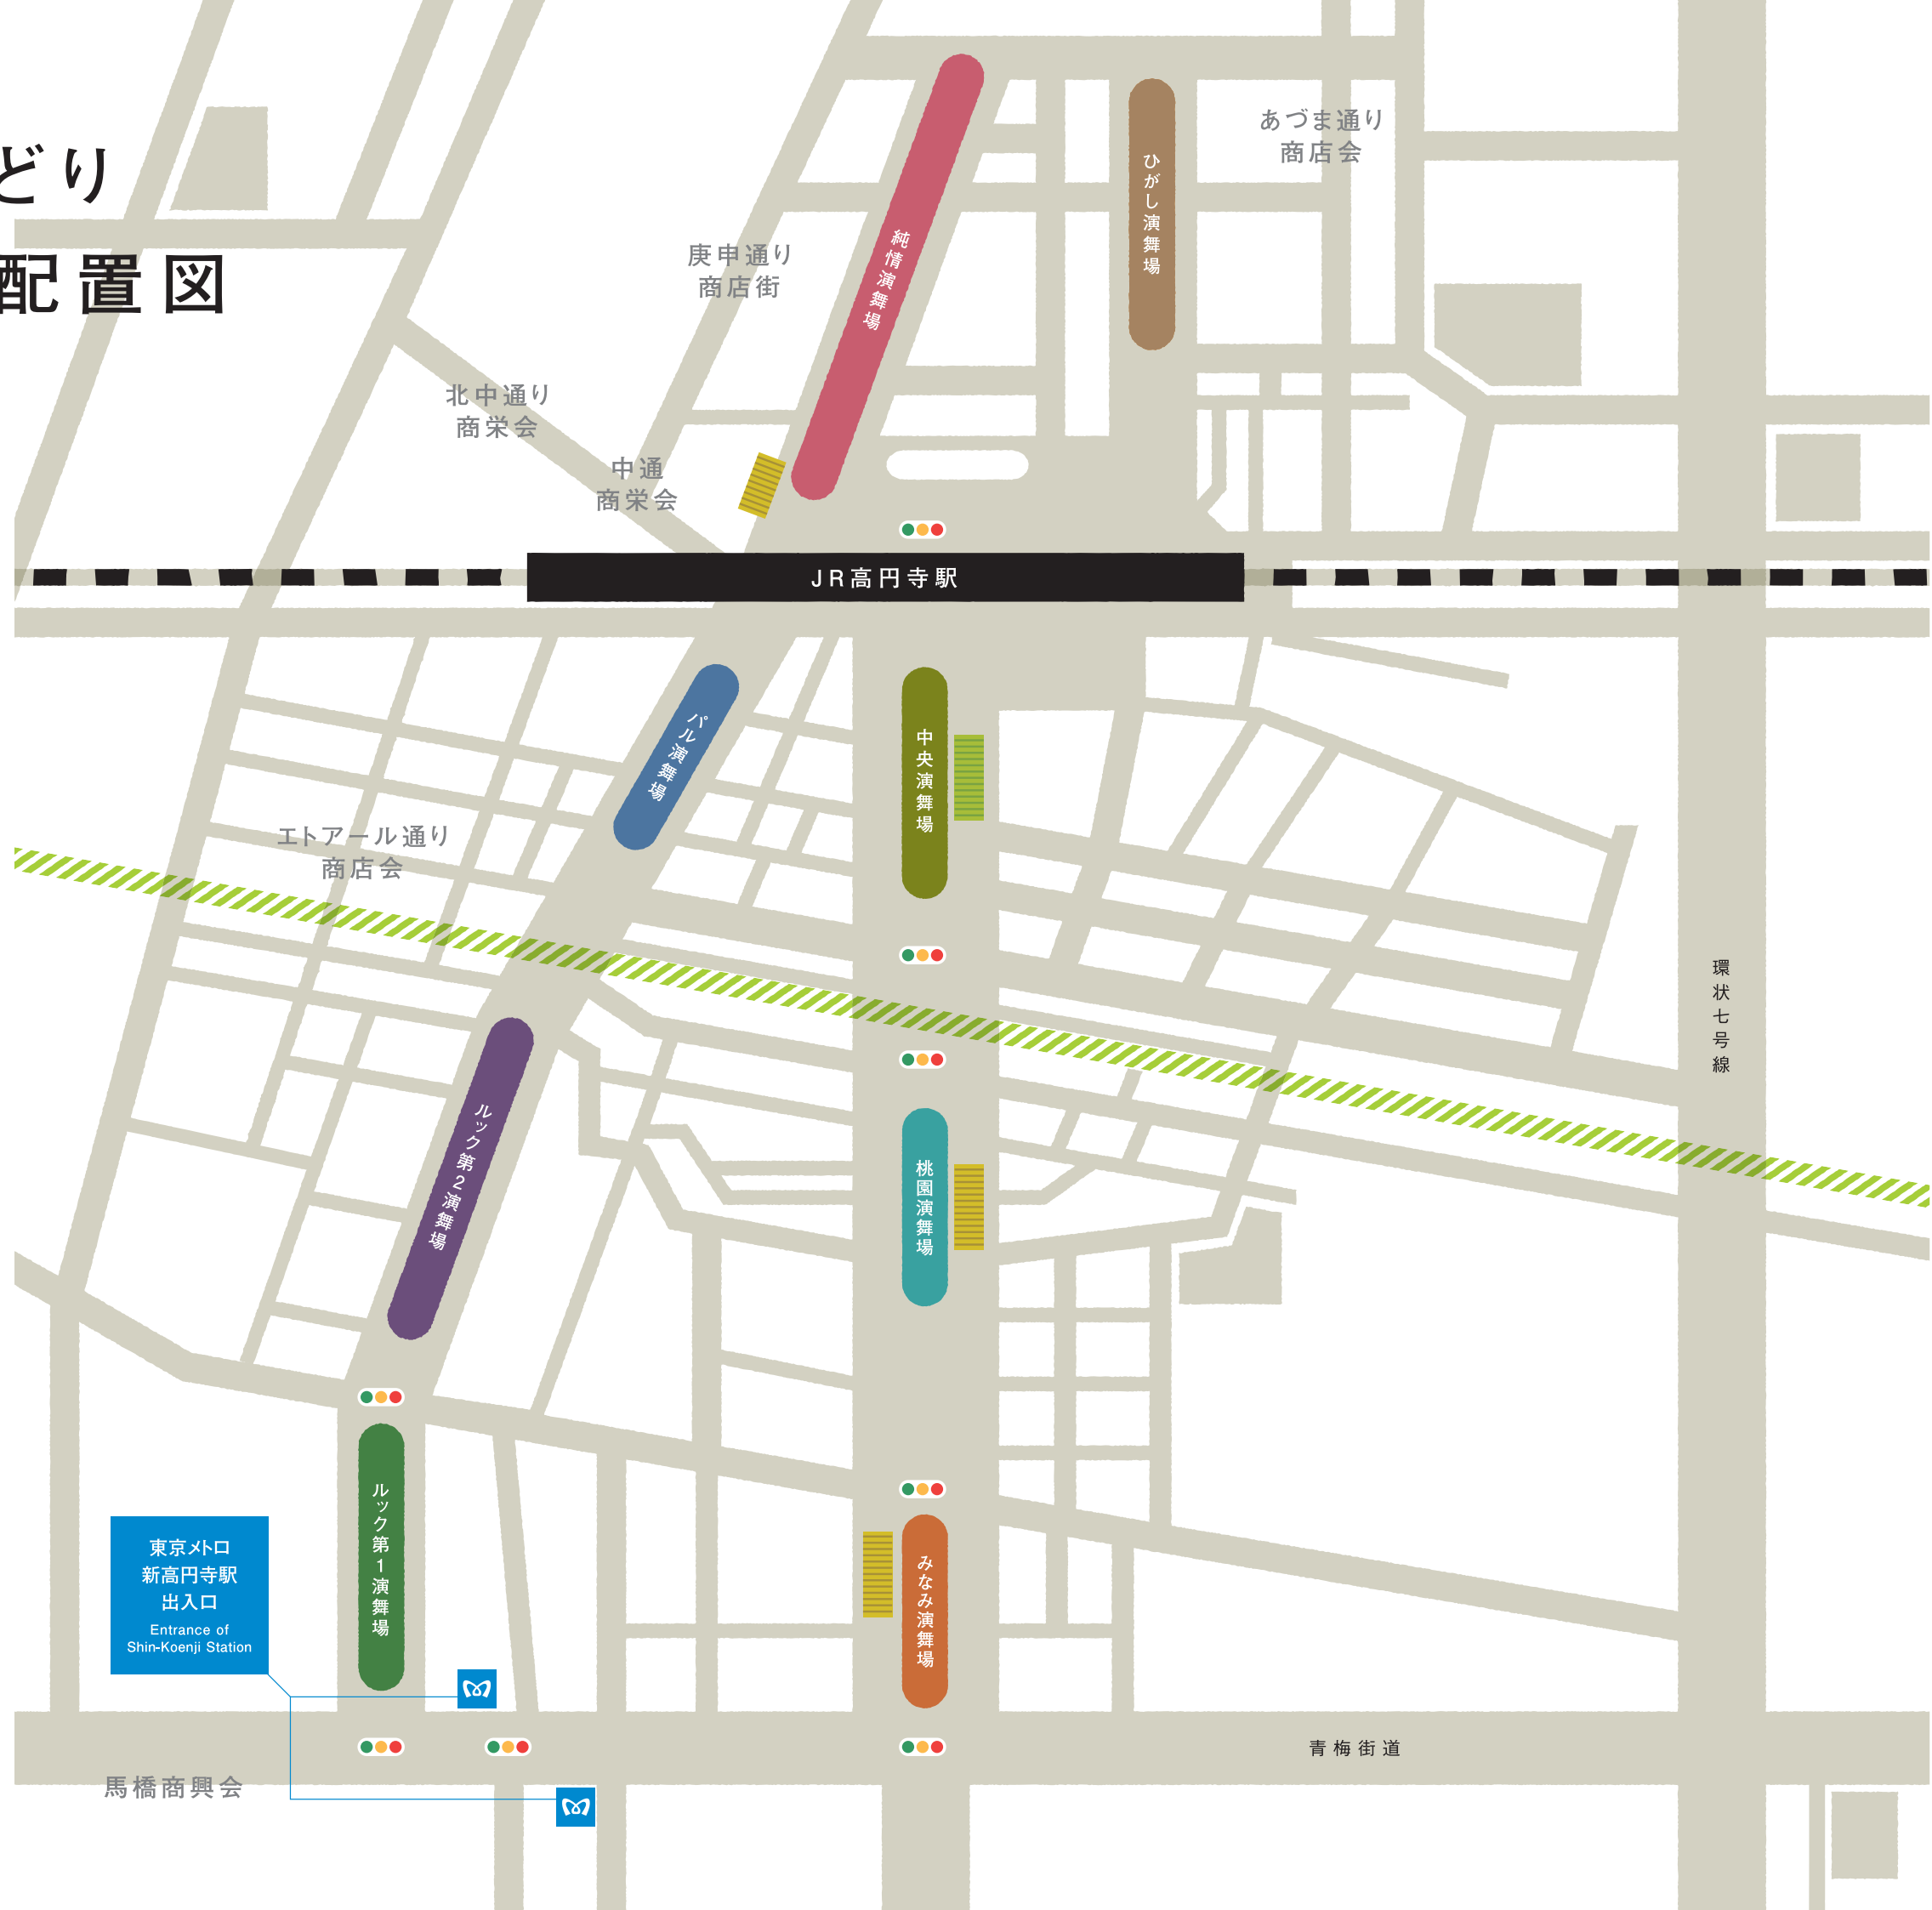 どり
配置図
あづま通り
商店会
ひがし演舞場
純情演舞場
庚申通り
商店街
北中通り
商栄会
中通
商栄会
JR高円寺駅
パル演舞場
中央演舞場
エトアール通り
商店会
環状七号線
ルック第2演舞場
桃園演舞場
ルック第1演舞場
みなみ演舞場
東京メトロ
新高円寺駅
出入口
Entrance of
Shin-Koenji Station
青梅街道
馬橋商興会